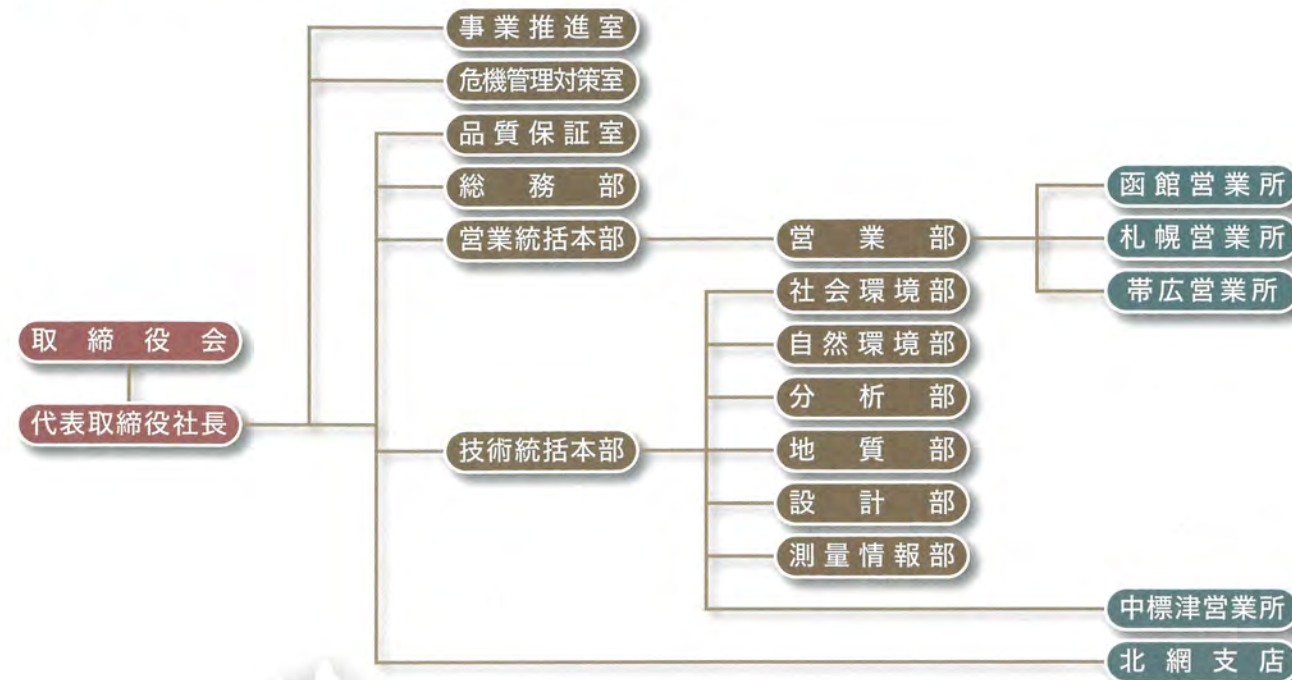 事業推進室
危機管理対策室
品質保証室
総務部
営業統括本部
営業部
函館営業所
札幌営業所
帯広営業所
取締役会
代表取締役社長
技術統括本部
社会環境部
自然環境部
分析部
地質部
設計部
測量情報部
中標津営業所
北網支店